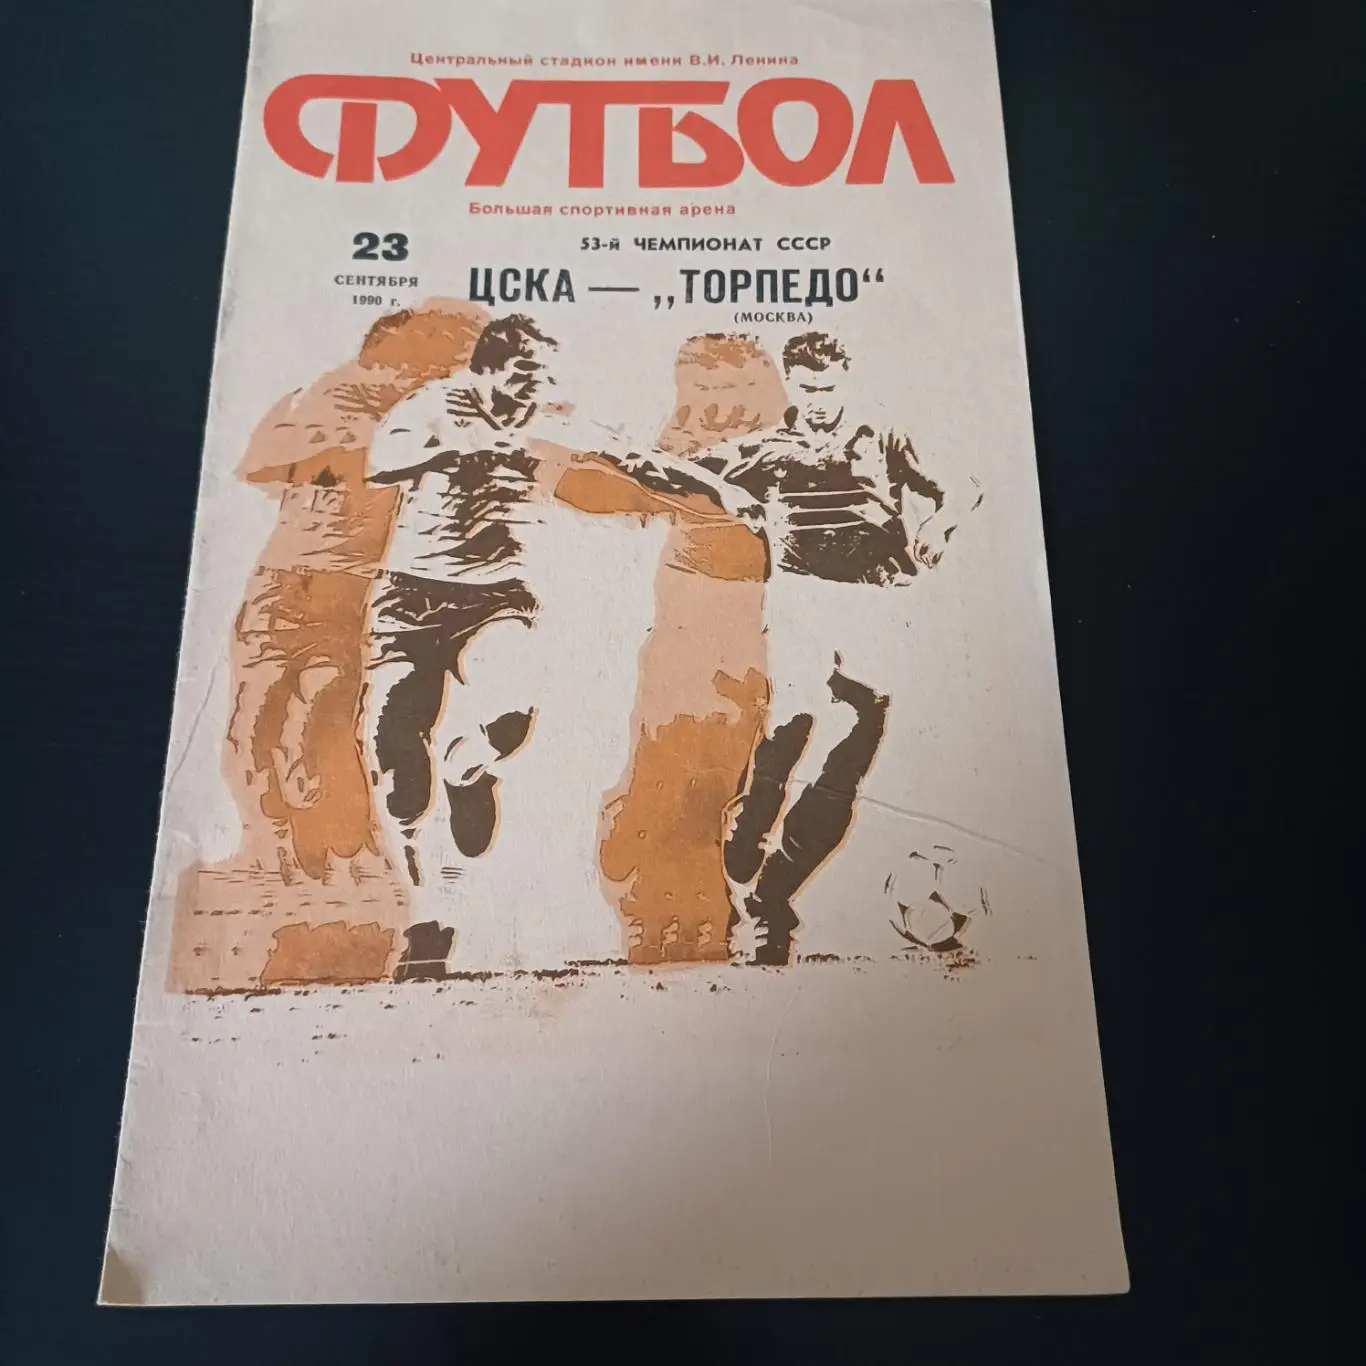 Центральный стадион имени В.И. Ленина
ФУТБОЛ
Большая спортивная арена
23
СЕНТЯБРЯ
1990 г.
53-й ЧЕМПИОНАТ СССР
ЦСКА — „ТОРПЕДО“
(МОСКВА)